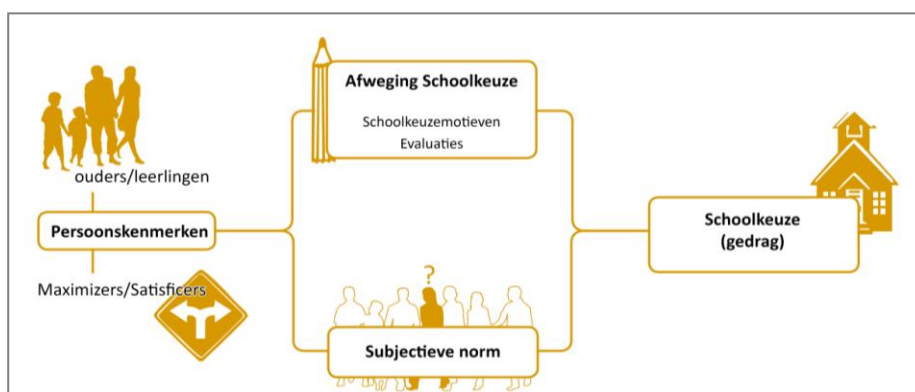 ouders/leerlingen
Persoonskenmerken
Maximizers/Satisficers
Afweging Schoolkeuze
Schoolkeuzemotieven
Evaluaties
?
Subjectieve norm
Schoolkeuze
(gedrag)